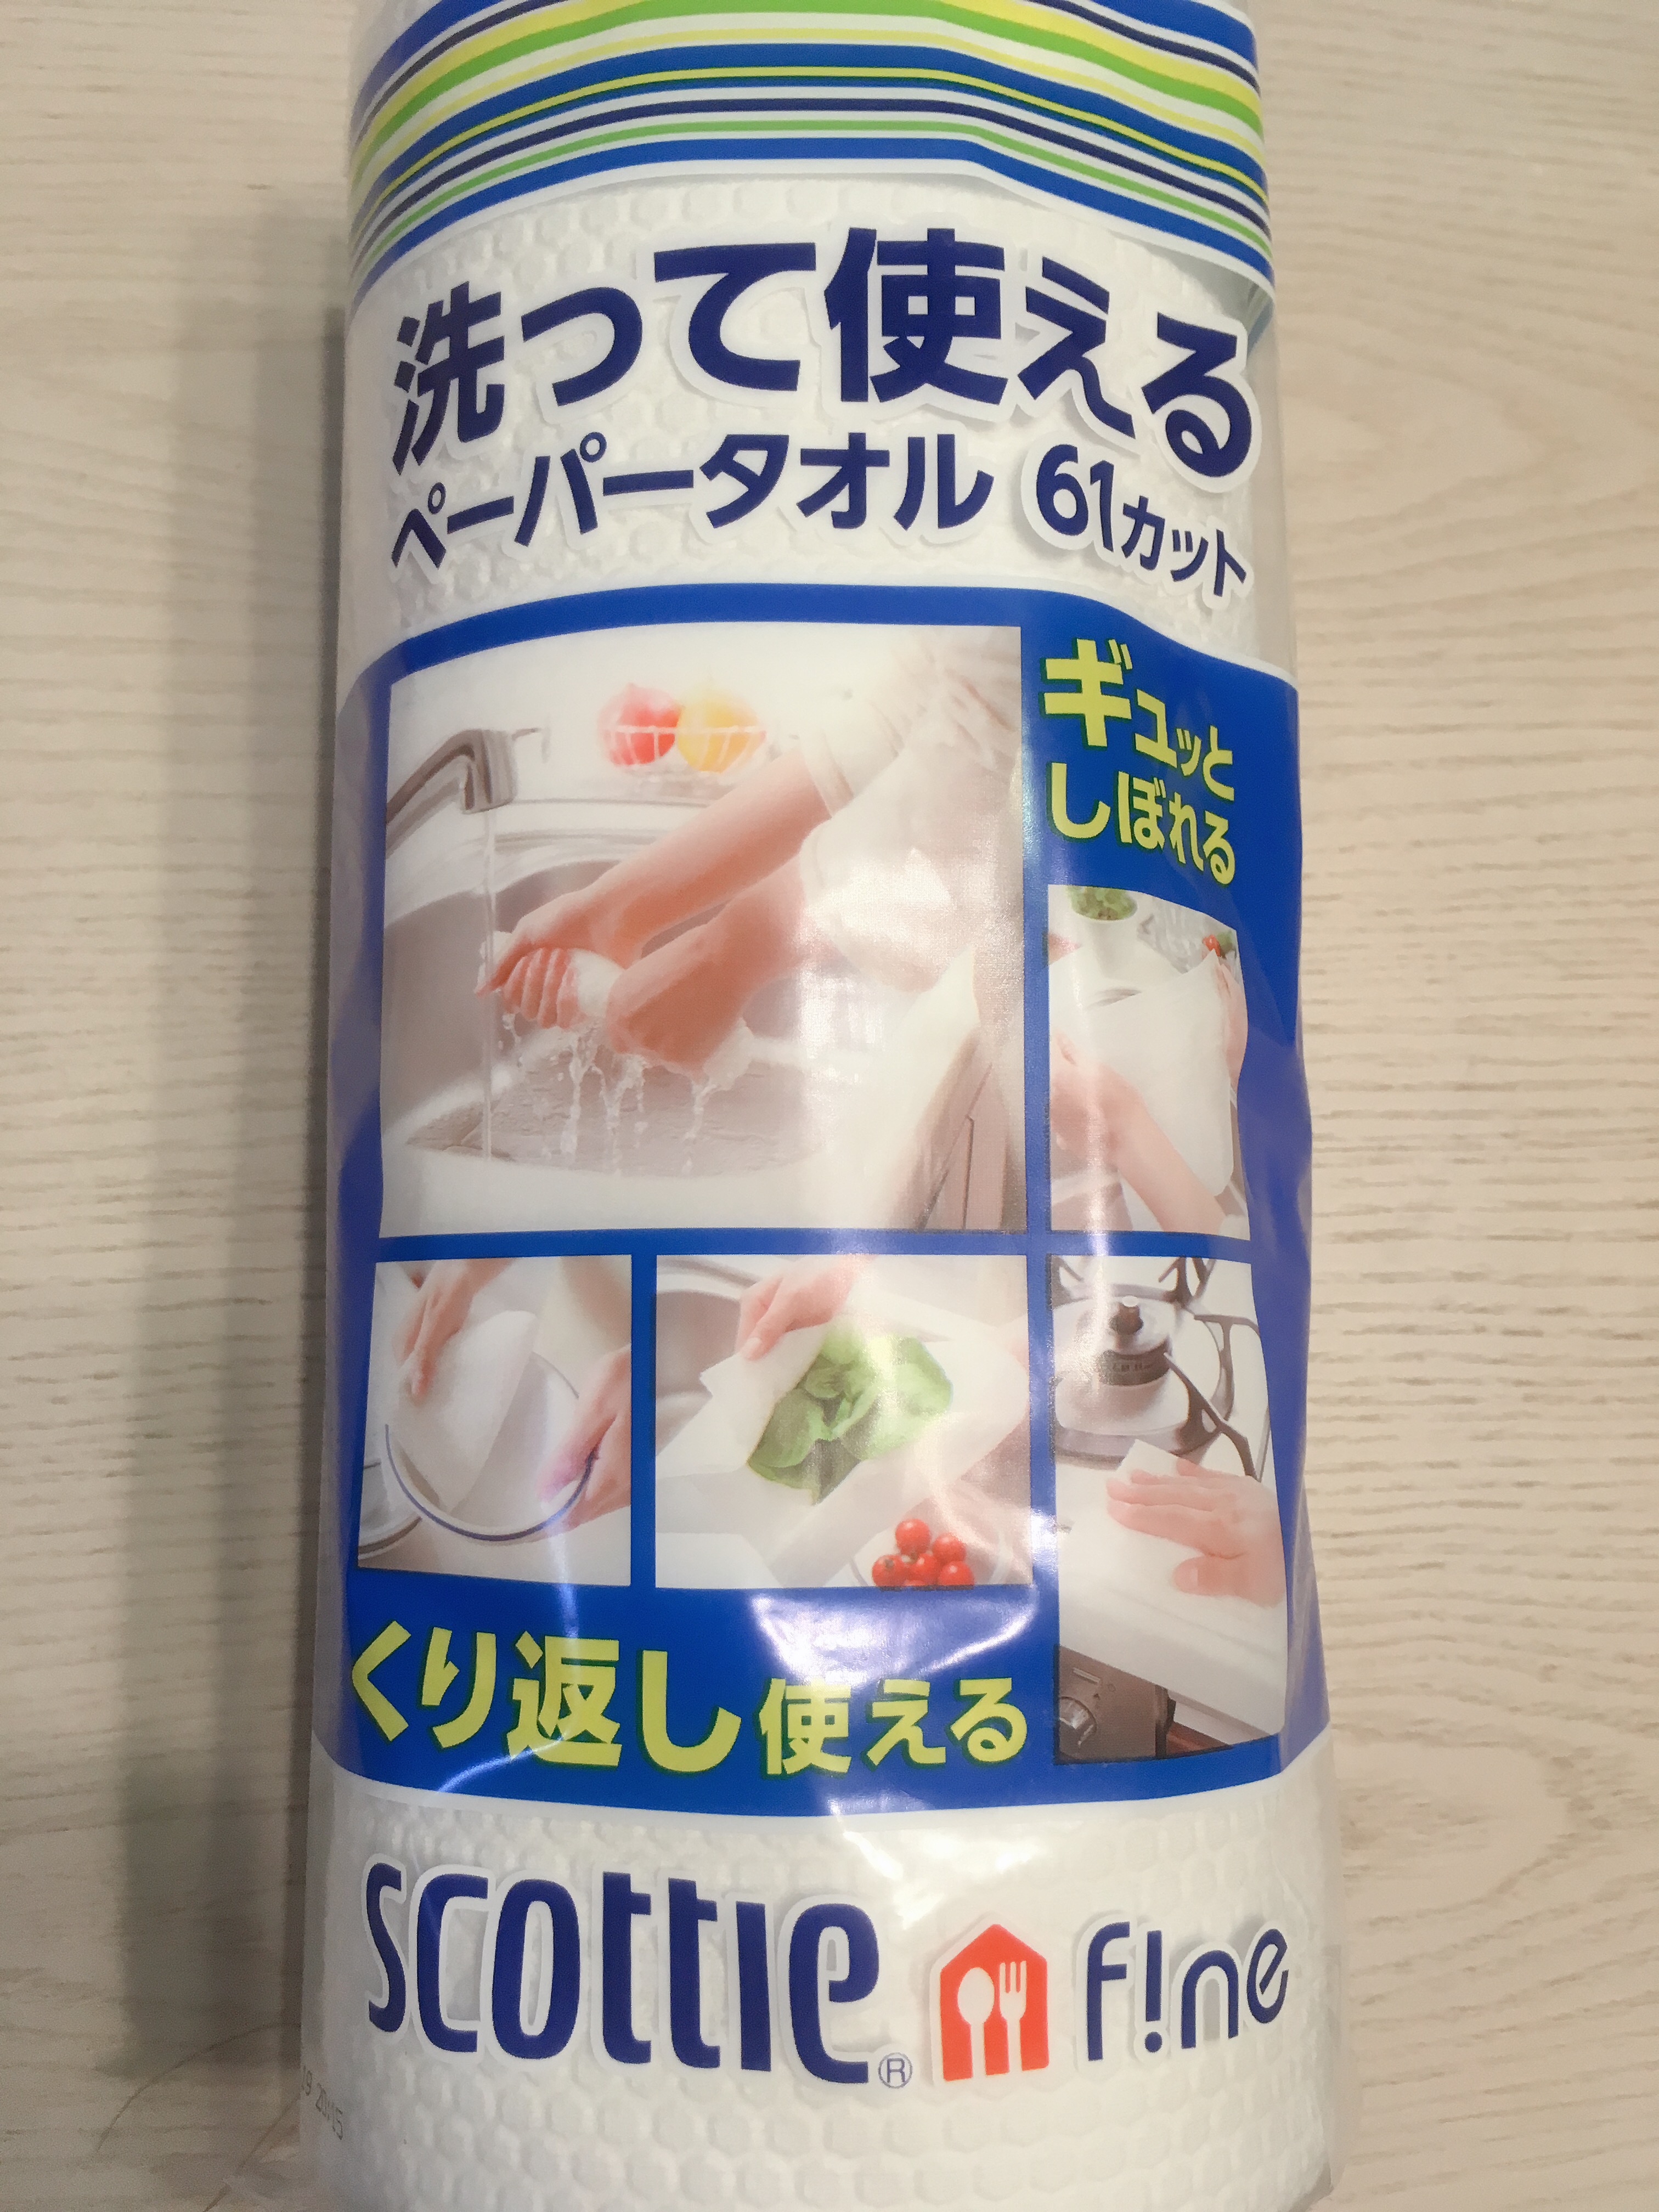 洗って使える
ペーパータオル 61カット
ギュッと
しぼれる
くり返し使える
scottie® f!ne